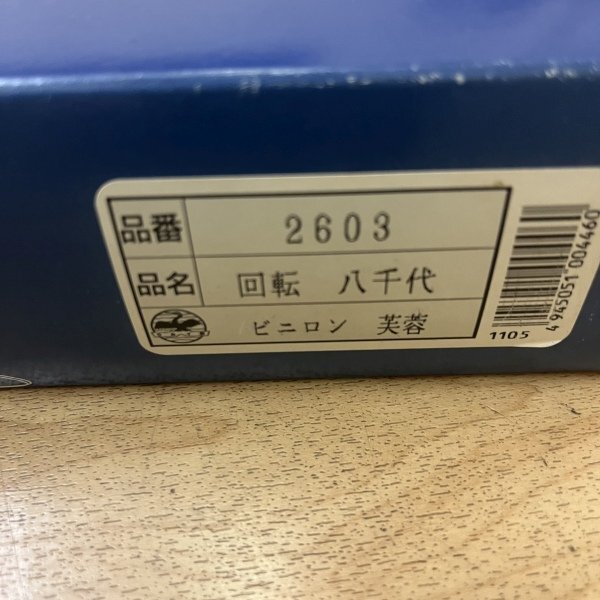 品番 2603
品名 回転 八千代
ビニロン 芙蓉
1105
4945051004460